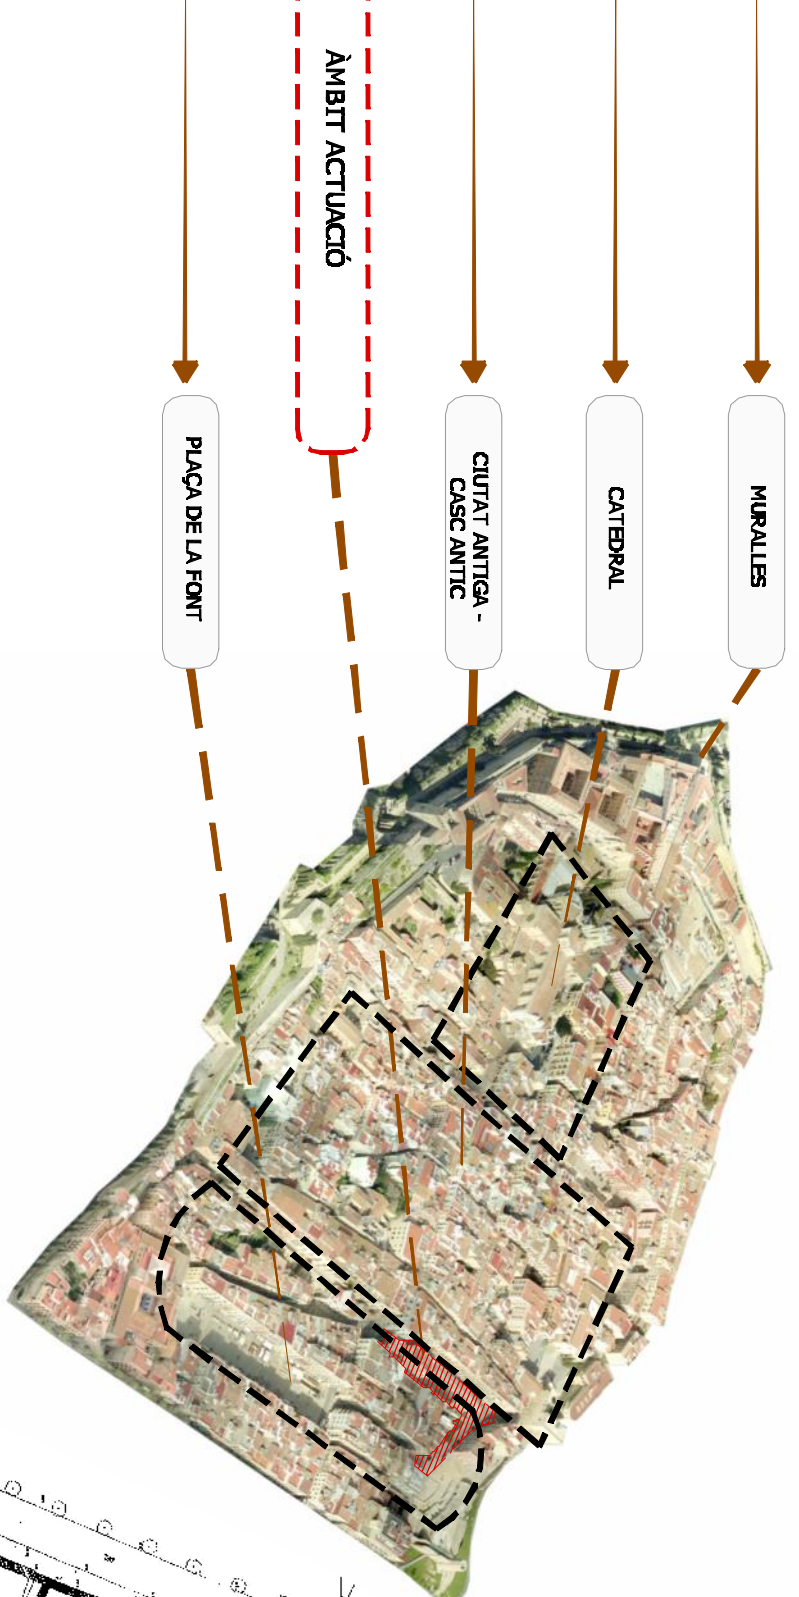 MURALLES
CATEDRAL
CIUTAT ANTIGA -
CASC ANTIC
ÀMBIT ACTUACIÓ
PLAÇA DE LA FONT